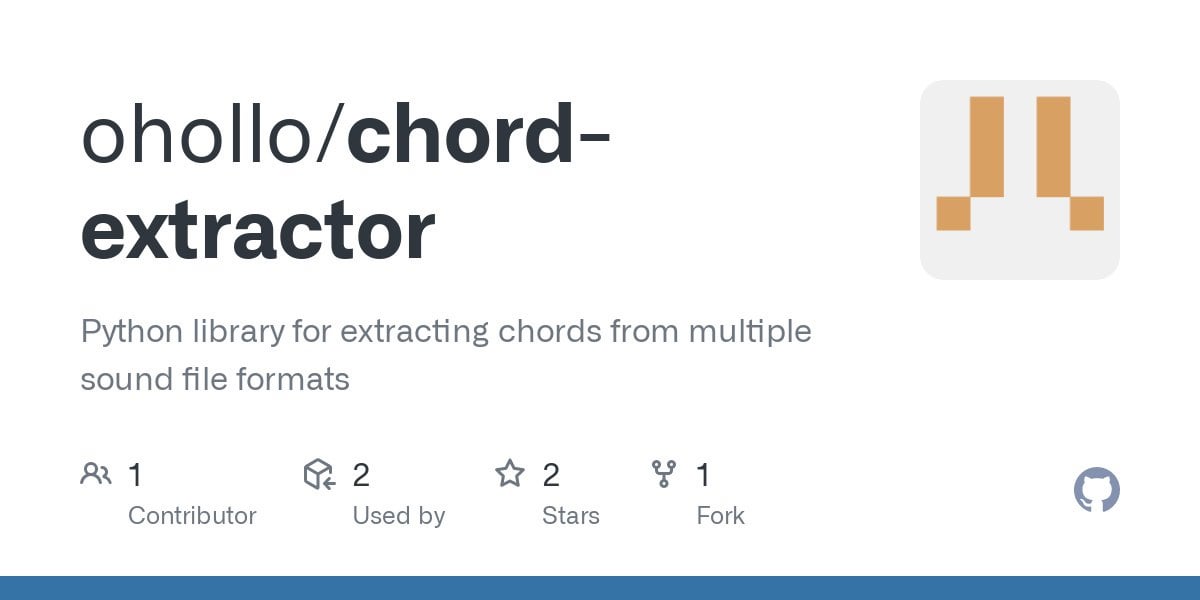 ohollo/chord-
extractor
Python library for extracting chords from multiple
sound file formats
1 2 2 1
Contributor Used by Stars Fork